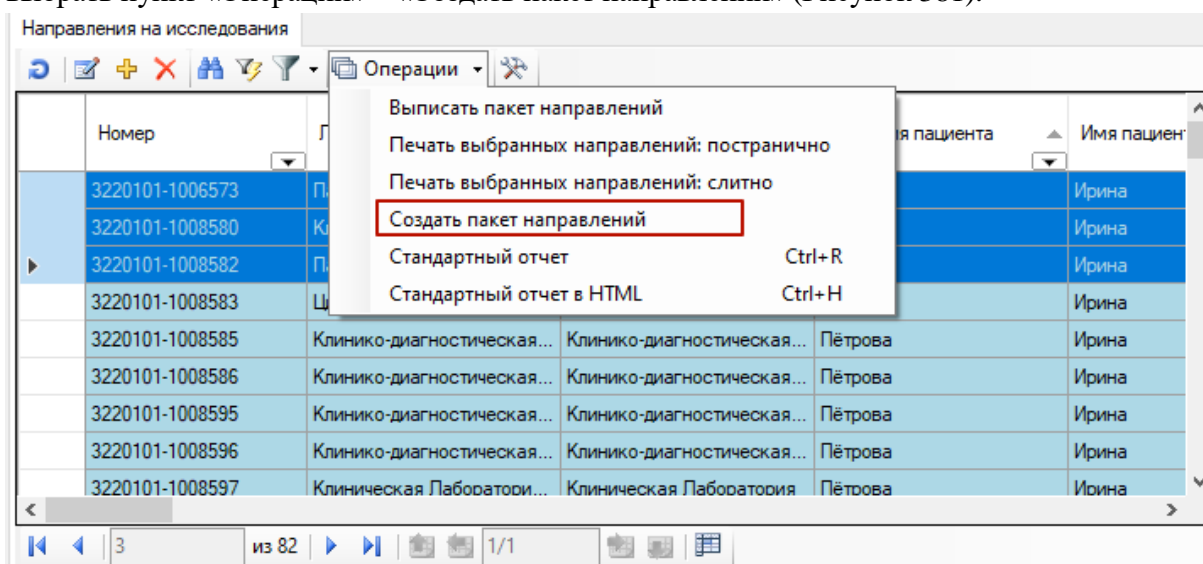 Направления на исследования
Операции
Выписать пакет направлений
Печать выбранных направлений: постранично
Печать выбранных направлений: слитно
Создать пакет направлений
Стандартный отчет Ctrl+R
Стандартный отчет в HTML Ctrl+H
Номер пациента Имя пациен
3220101-1006573 Ирина
3220101-1008580 Ирина
3220101-1008582 Ирина
3220101-1008583 Ирина
3220101-1008585 Клинико-диагностическая... Клинико-диагностическая... Пётрова Ирина
3220101-1008586 Клинико-диагностическая... Клинико-диагностическая... Пётрова Ирина
3220101-1008595 Клинико-диагностическая... Клинико-диагностическая... Пётрова Ирина
3220101-1008596 Клинико-диагностическая... Клинико-диагностическая... Пётрова Ирина
3220101-1008597 Клиническая Лаборатори... Клиническая Лаборатория Пётрова Ирина
3 из 82 1/1